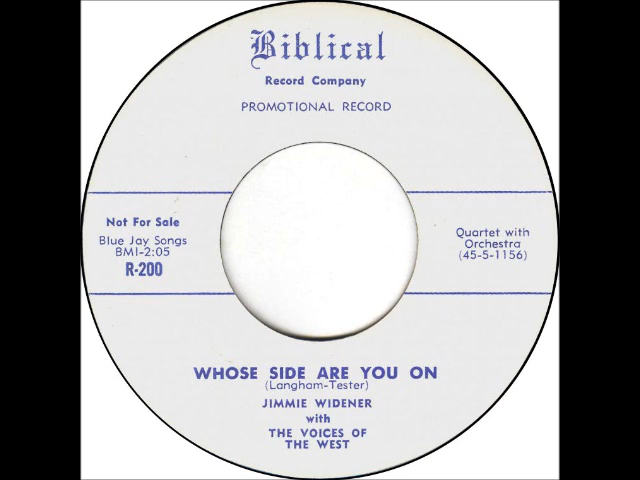 Biblical
Record Company
PROMOTIONAL RECORD
Not For Sale
Blue Jay Songs
BMI-2:05
R-200
Quartet with
Orchestra
(45-5-1156)
WHOSE SIDE ARE YOU ON
(Langham-Tester)
JIMMIE WIDENER
with
THE VOICES OF
THE WEST